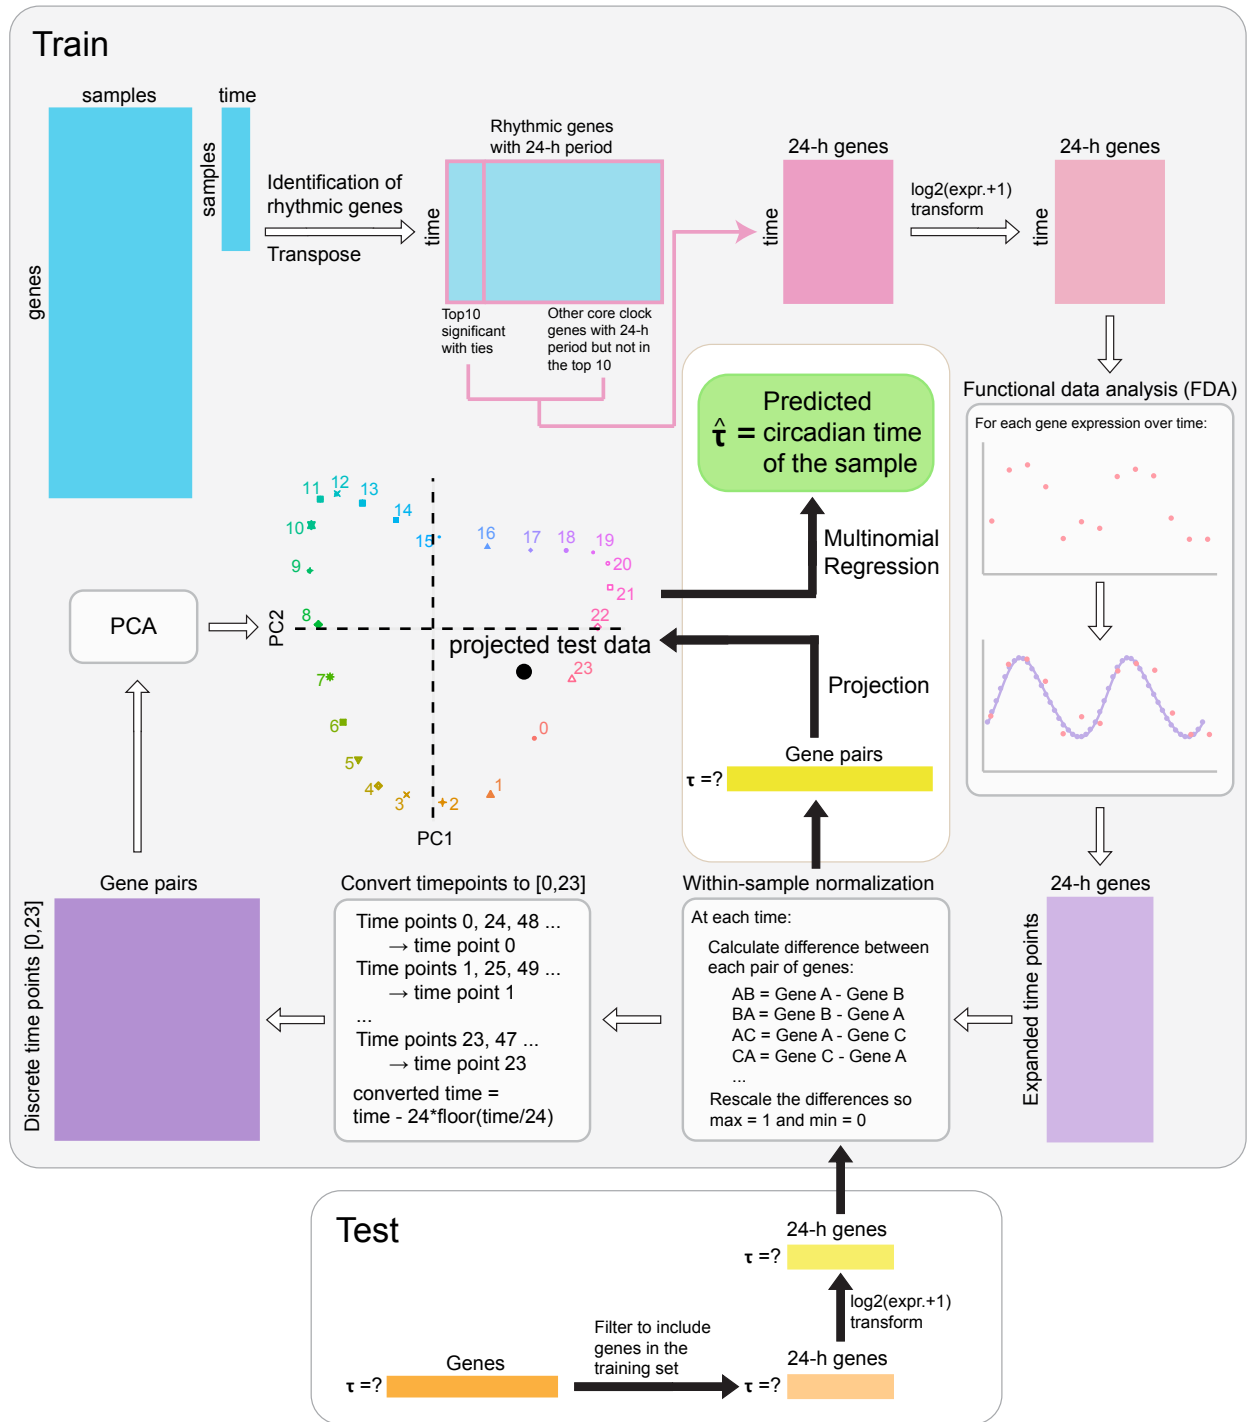 Train
samples
time
genes
samples
Identification of
rhythmic genes
Transpose
Rhythmic genes
with 24-h period
time
Top10
significant
with ties
Other core clock
genes with 24-h
period but not in
the top 10
24-h genes
time
log2(expr.+1)
transform
24-h genes
time
Functional data analysis (FDA)
For each gene expression over time:
24-h genes
Expanded time points
Within-sample normalization
At each time:
Calculate difference between
each pair of genes:
AB = Gene A - Gene B
BA = Gene B - Gene A
AC = Gene A - Gene C
CA = Gene C - Gene A
...
Rescale the differences so
max = 1 and min = 0
Convert timepoints to [0,23]
Time points 0, 24, 48 ...
→ time point 0
Time points 1, 25, 49 ...
→ time point 1
...
Time points 23, 47 ...
→ time point 23
converted time =
time - 24*floor(time/24)
Gene pairs
Discrete time points [0,23]
PCA
PC2
PC1
0
1
2
3
4
5
6
7
8
9
10
11
12
13
14
15
16
17
18
19
20
21
22
23
projected test data
Predicted
τ̂ = circadian time
of the sample
Multinomial
Regression
Projection
Gene pairs
τ =?
Test
Genes
τ =?
Filter to include
genes in the
training set
24-h genes
τ =?
log2(expr.+1)
transform
24-h genes
τ =?